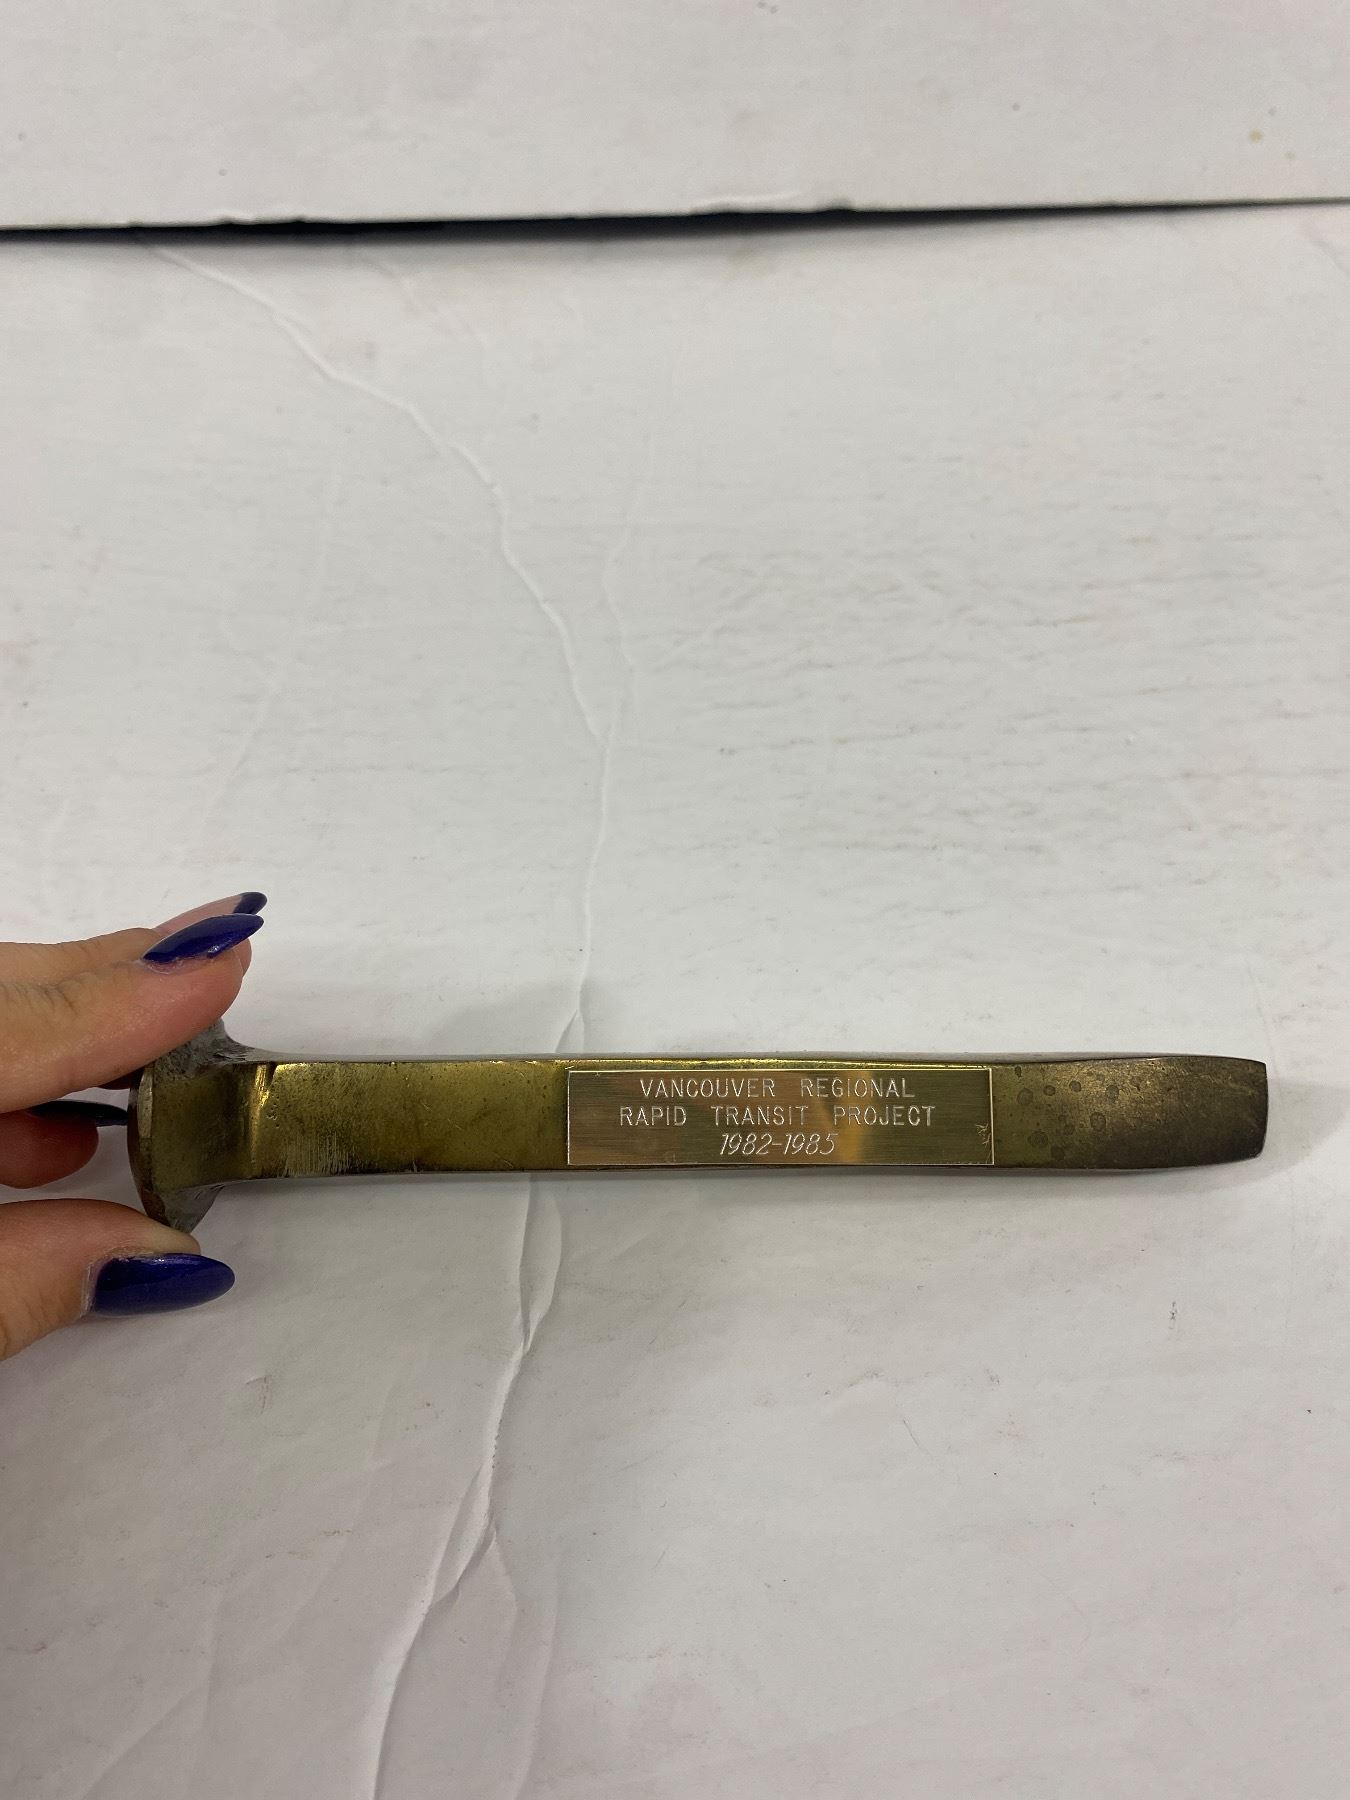 VANCOUVER REGIONAL
RAPID TRANSIT PROJECT
1982-1985